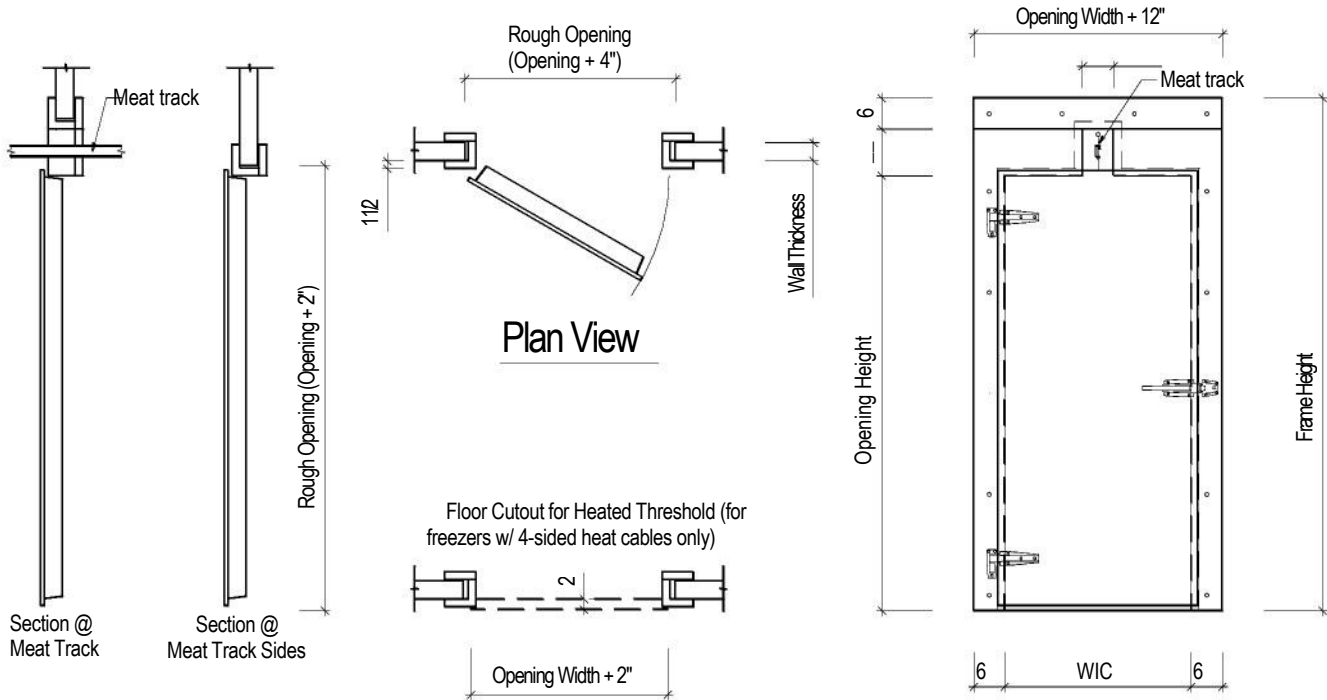 Meat track
Section @
Meat Track
Section @
Meat Track Sides
Rough Opening (Opening + 2")
Rough Opening
(Opening + 4")
11/2
Wall Thickness
Plan View
Floor Cutout for Heated Threshold (for
freezers w/ 4-sided heat cables only)
2
Opening Width + 2"
Opening Width + 12"
Meat track
6
Opening Height
Frame Height
6
WIC
6